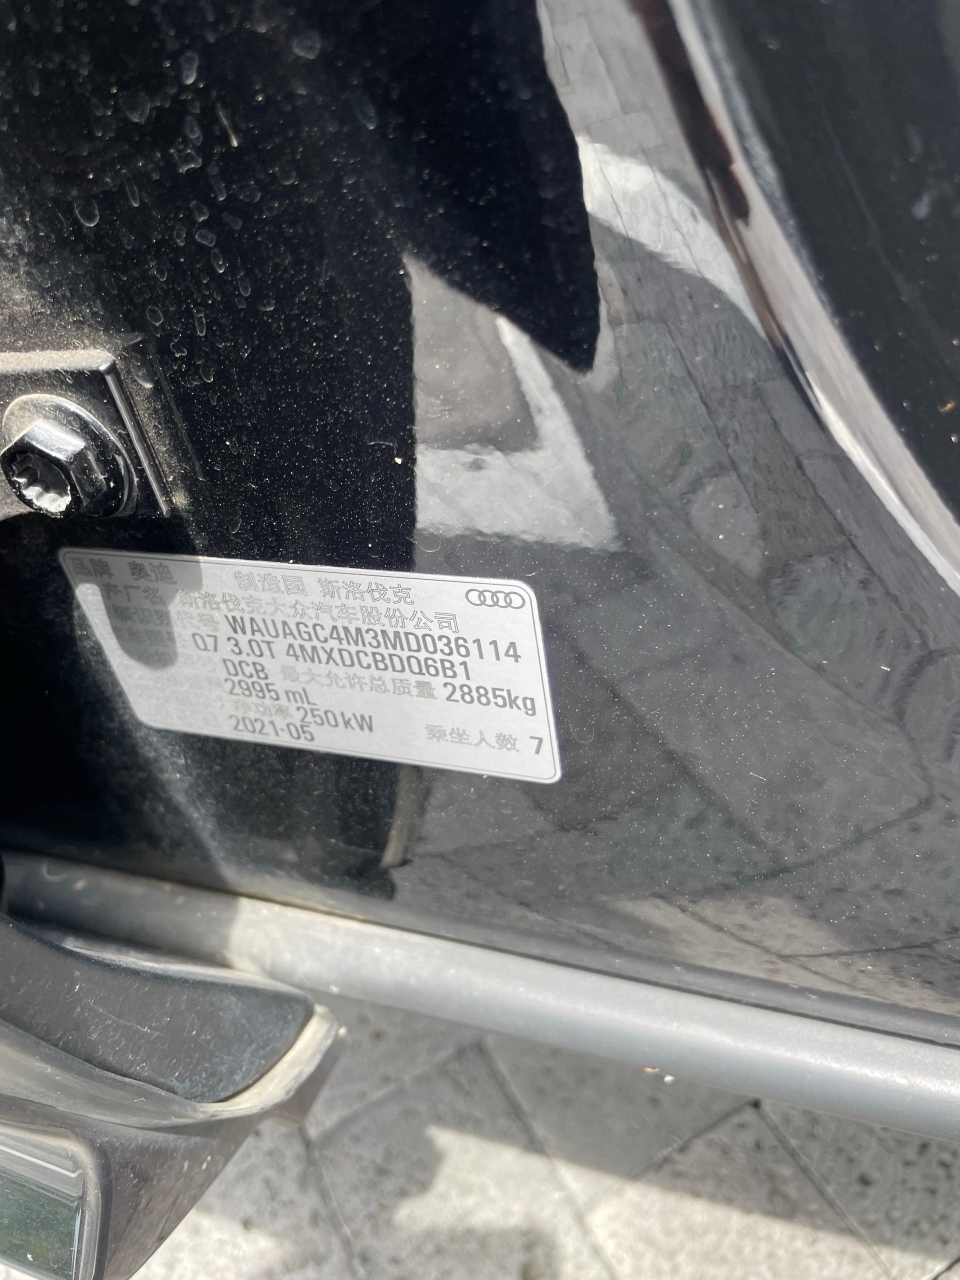 品牌 奥迪 制造国 斯洛伐克
斯洛伐克大众汽车股份公司
WAUAGC4M3MD036114
Q7 3.0T 4MXDCBDQ6B1
DCB 最大允许总质量 2885kg
2995 mL
250kW 乘坐人数 7
2021-05